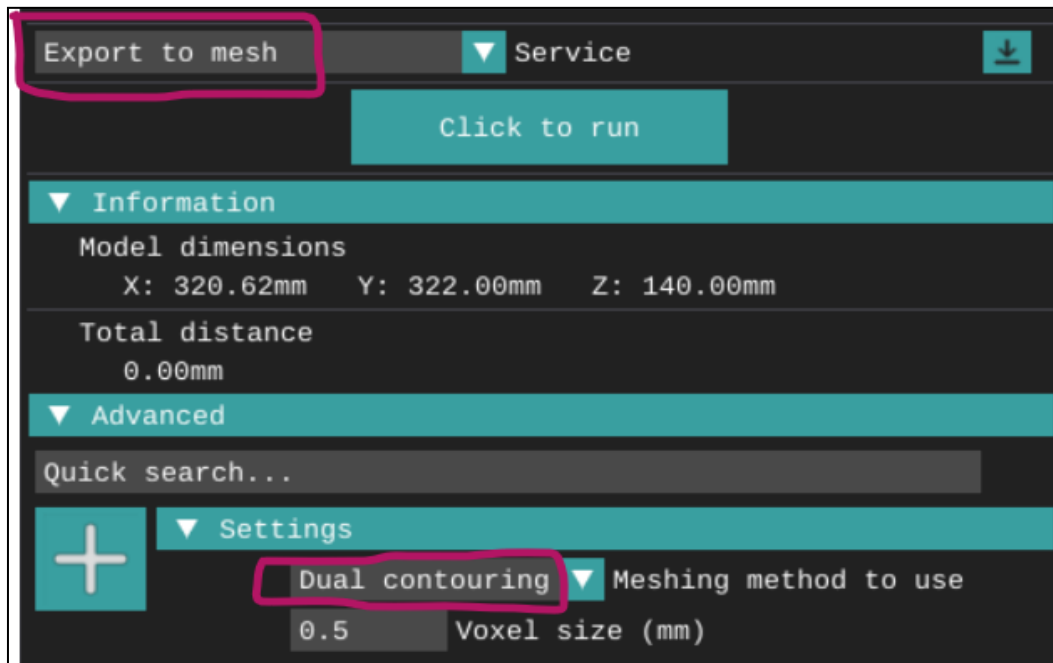 Export to mesh Service
Click to run
Information
Model dimensions
X: 320.62mm Y: 322.00mm Z: 140.00mm
Total distance
0.00mm
Advanced
Quick search...
Settings
Dual contouring Meshing method to use
0.5 Voxel size (mm)